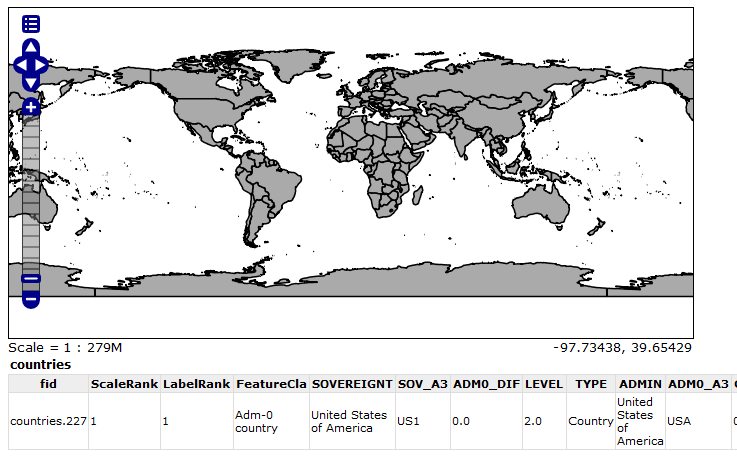 Scale = 1 : 279M
-97.73438, 39.65429
countries
fid ScaleRank LabelRank FeatureCla SOVEREIGNT SOV_A3 ADM0_DIF LEVEL TYPE ADMIN ADM0_A3
countries.227 1 1 Adm-0 country United States of America US1 0.0 2.0 Country United States of America USA